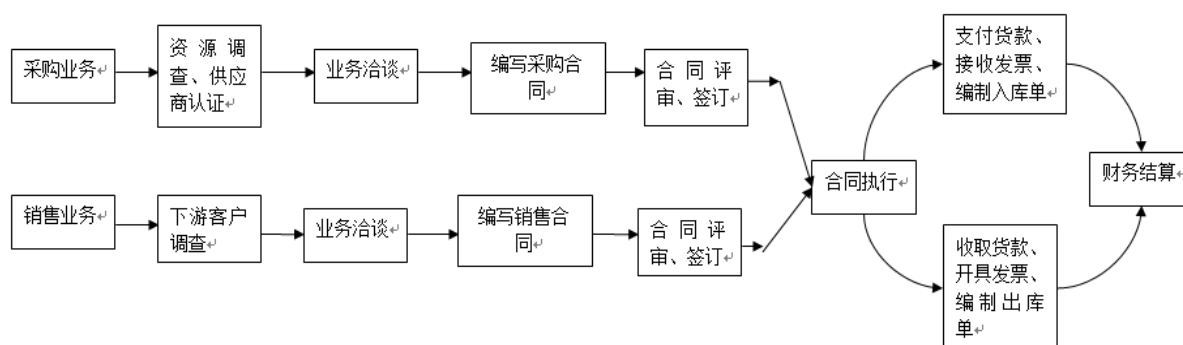 采购业务
资源调
查、供应
商认证
业务洽谈
编写采购合
同
合同评
审、签订
支付货款、
接收发票、
编制入库单
合同执行
财务结算
销售业务
下游客户
调查
业务洽谈
编写销售合
同
合同评
审、签订
收取货款、
开具发票、
编制出库
单